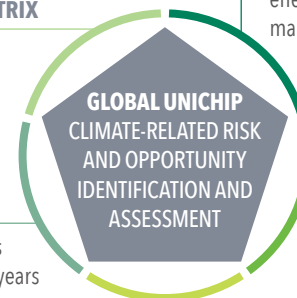 TRIX
GLOBAL UNICHIP
CLIMATE-RELATED RISK
AND OPPORTUNITY
IDENTIFICATION AND
ASSESSMENT
years